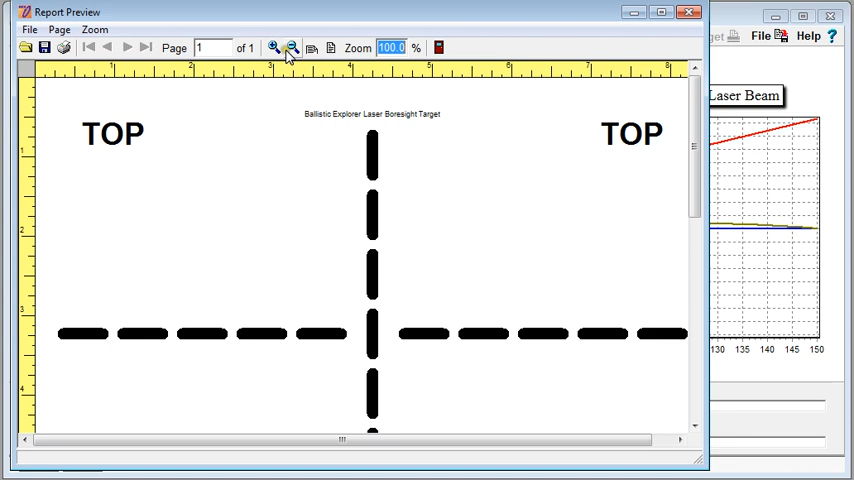 Report Preview
File Page Zoom
Page 1 of 1 Zoom 100.0 %
File Help
1 2 3 4 5 6 7 8
Ballistic Explorer Laser Boresight Target
TOP TOP
Laser Beam
1
2
3
4
130 135 140 145 150